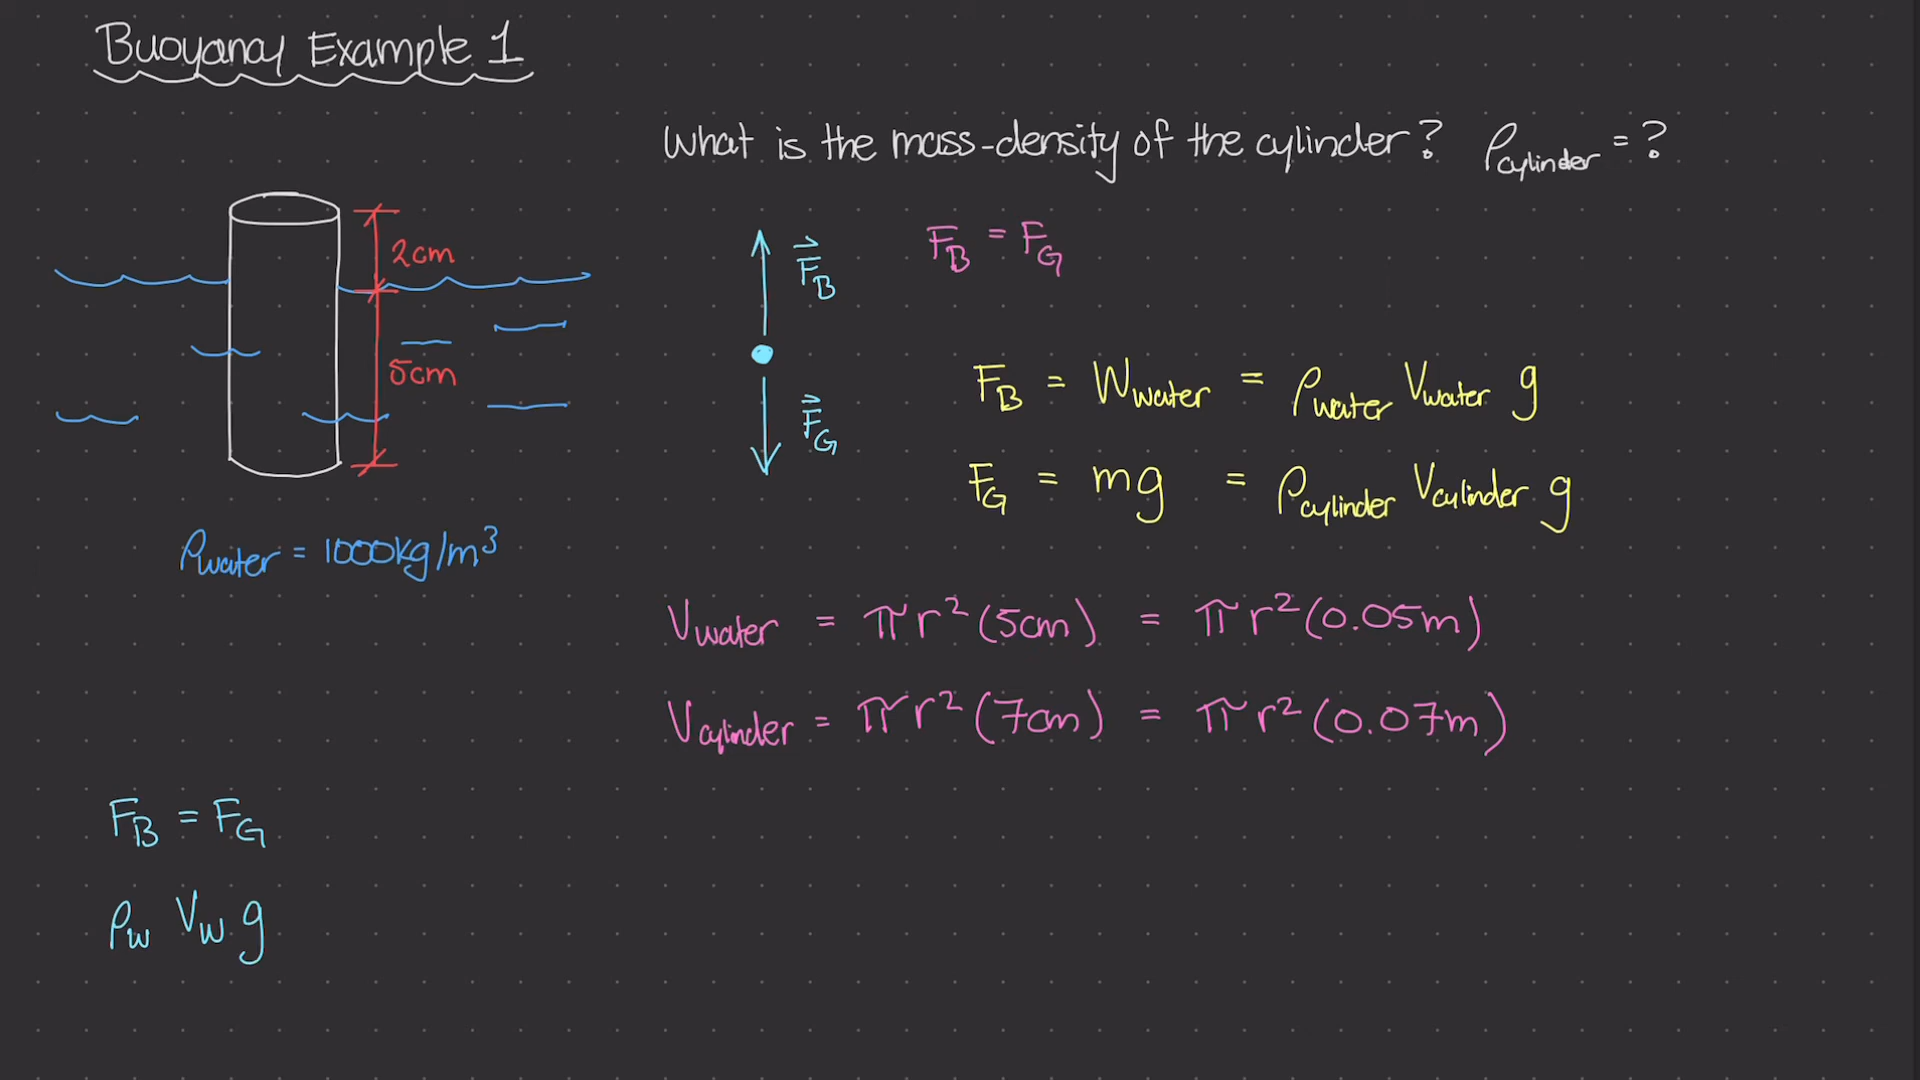 Buoyancy Example 1
What is the mass-density of the cylinder? ρcylinder = ?
2cm
5cm
ρwater = 1000kg/m³
F⃗B
F⃗G
FB = FG
FB = Wwater = ρwater Vwater g
FG = mg = ρcylinder Vcylinder g
Vwater = πr²(5cm) = πr²(0.05m)
Vcylinder = πr²(7cm) = πr²(0.07m)
FB = FG
ρw Vw g